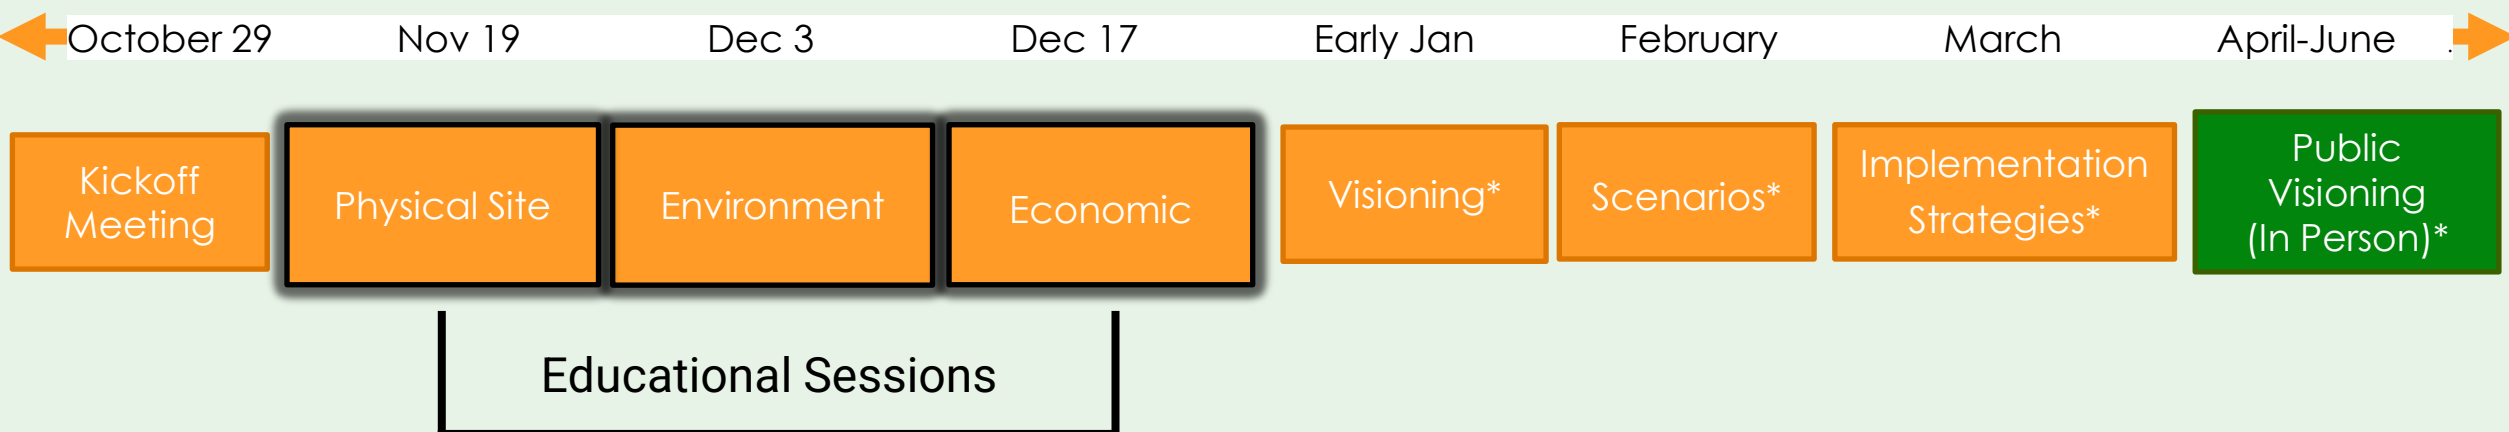 October 29 Nov 19 Dec 3 Dec 17 Early Jan February March April-June .
Kickoff
Meeting
Physical Site
Environment
Economic
Visioning*
Scenarios*
Implementation
Strategies*
Public
Visioning
(In Person)*
Educational Sessions